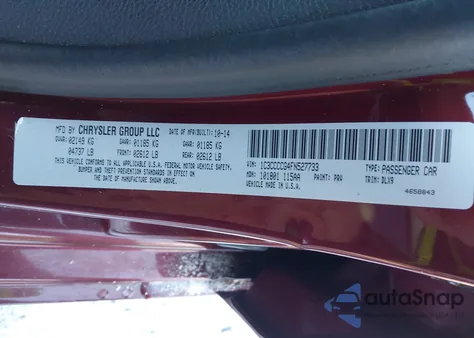 MFD BY CHRYSLER GROUP LLC DATE OF MFR(BUILT): 10-14
GVWR: 02149 KG GAWR: 01185 KG GAWR: 01185 KG
04737 LB FRONT: 02612 LB REAR: 02612 LB
THIS VEHICLE CONFORMS TO ALL APPLICABLE U.S.A. FEDERAL MOTOR VEHICLE SAFETY,
BUMPER AND THEFT PREVENTION STANDARDS IN EFFECT ON
THE DATE OF MANUFACTURE SHOWN ABOVE.
VIN: 1C3CCCCG4FN527733 TYPE: PASSENGER CAR
MDH: 101801 115AA PAINT: PRV TRIM: DLX9
MADE IN U.S.A. 4658843
autoSnap